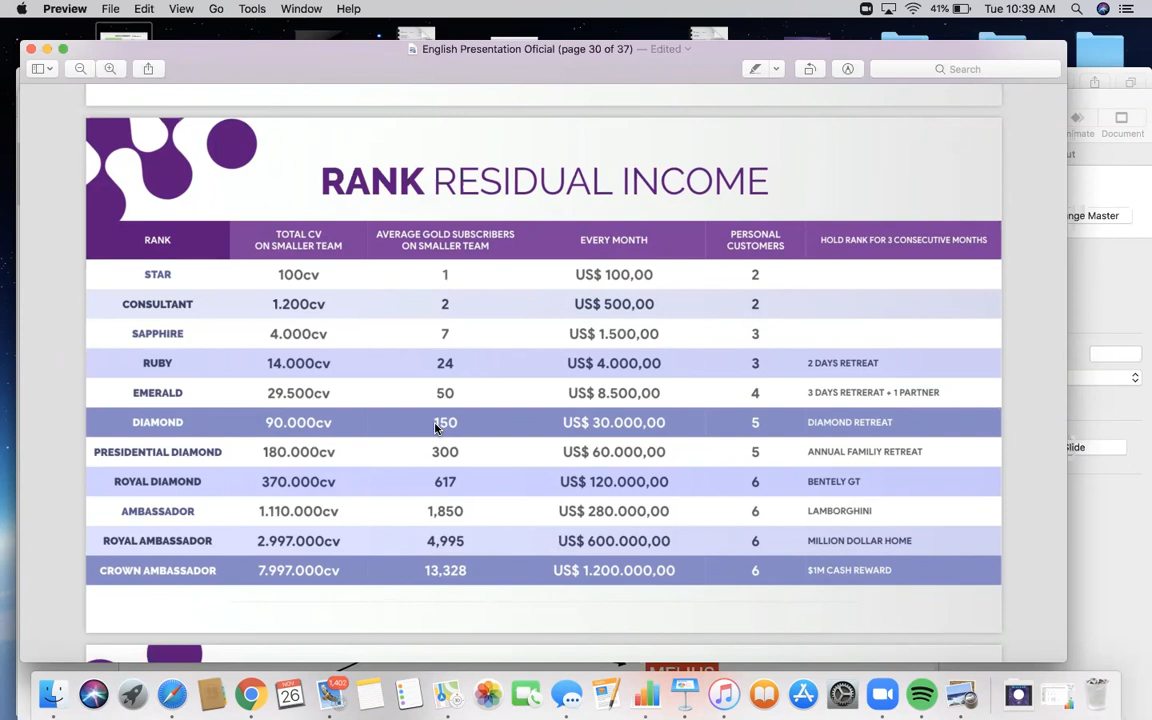 Preview File Edit View Go Tools Window Help 41% Tue 10:39 AM
English Presentation Oficial (page 30 of 37) — Edited
Search
RANK RESIDUAL INCOME
RANK
TOTAL CV
ON SMALLER TEAM
AVERAGE GOLD SUBSCRIBERS
ON SMALLER TEAM
EVERY MONTH
PERSONAL
CUSTOMERS
HOLD RANK FOR 3 CONSECUTIVE MONTHS
STAR 100cv 1 US$ 100,00 2
CONSULTANT 1.200cv 2 US$ 500,00 2
SAPPHIRE 4.000cv 7 US$ 1.500,00 3
RUBY 14.000cv 24 US$ 4.000,00 3 2 DAYS RETREAT
EMERALD 29.500cv 50 US$ 8.500,00 4 3 DAYS RETRERAT + 1 PARTNER
DIAMOND 90.000cv 150 US$ 30.000,00 5 DIAMOND RETREAT
PRESIDENTIAL DIAMOND 180.000cv 300 US$ 60.000,00 5 ANNUAL FAMILIY RETREAT
ROYAL DIAMOND 370.000cv 617 US$ 120.000,00 6 BENTELY GT
AMBASSADOR 1.110.000cv 1,850 US$ 280.000,00 6 LAMBORGHINI
ROYAL AMBASSADOR 2.997.000cv 4,995 US$ 600.000,00 6 MILLION DOLLAR HOME
CROWN AMBASSADOR 7.997.000cv 13,328 US$ 1.200.000,00 6 $1M CASH REWARD
Document
MELIUS
NOV
26
1,402